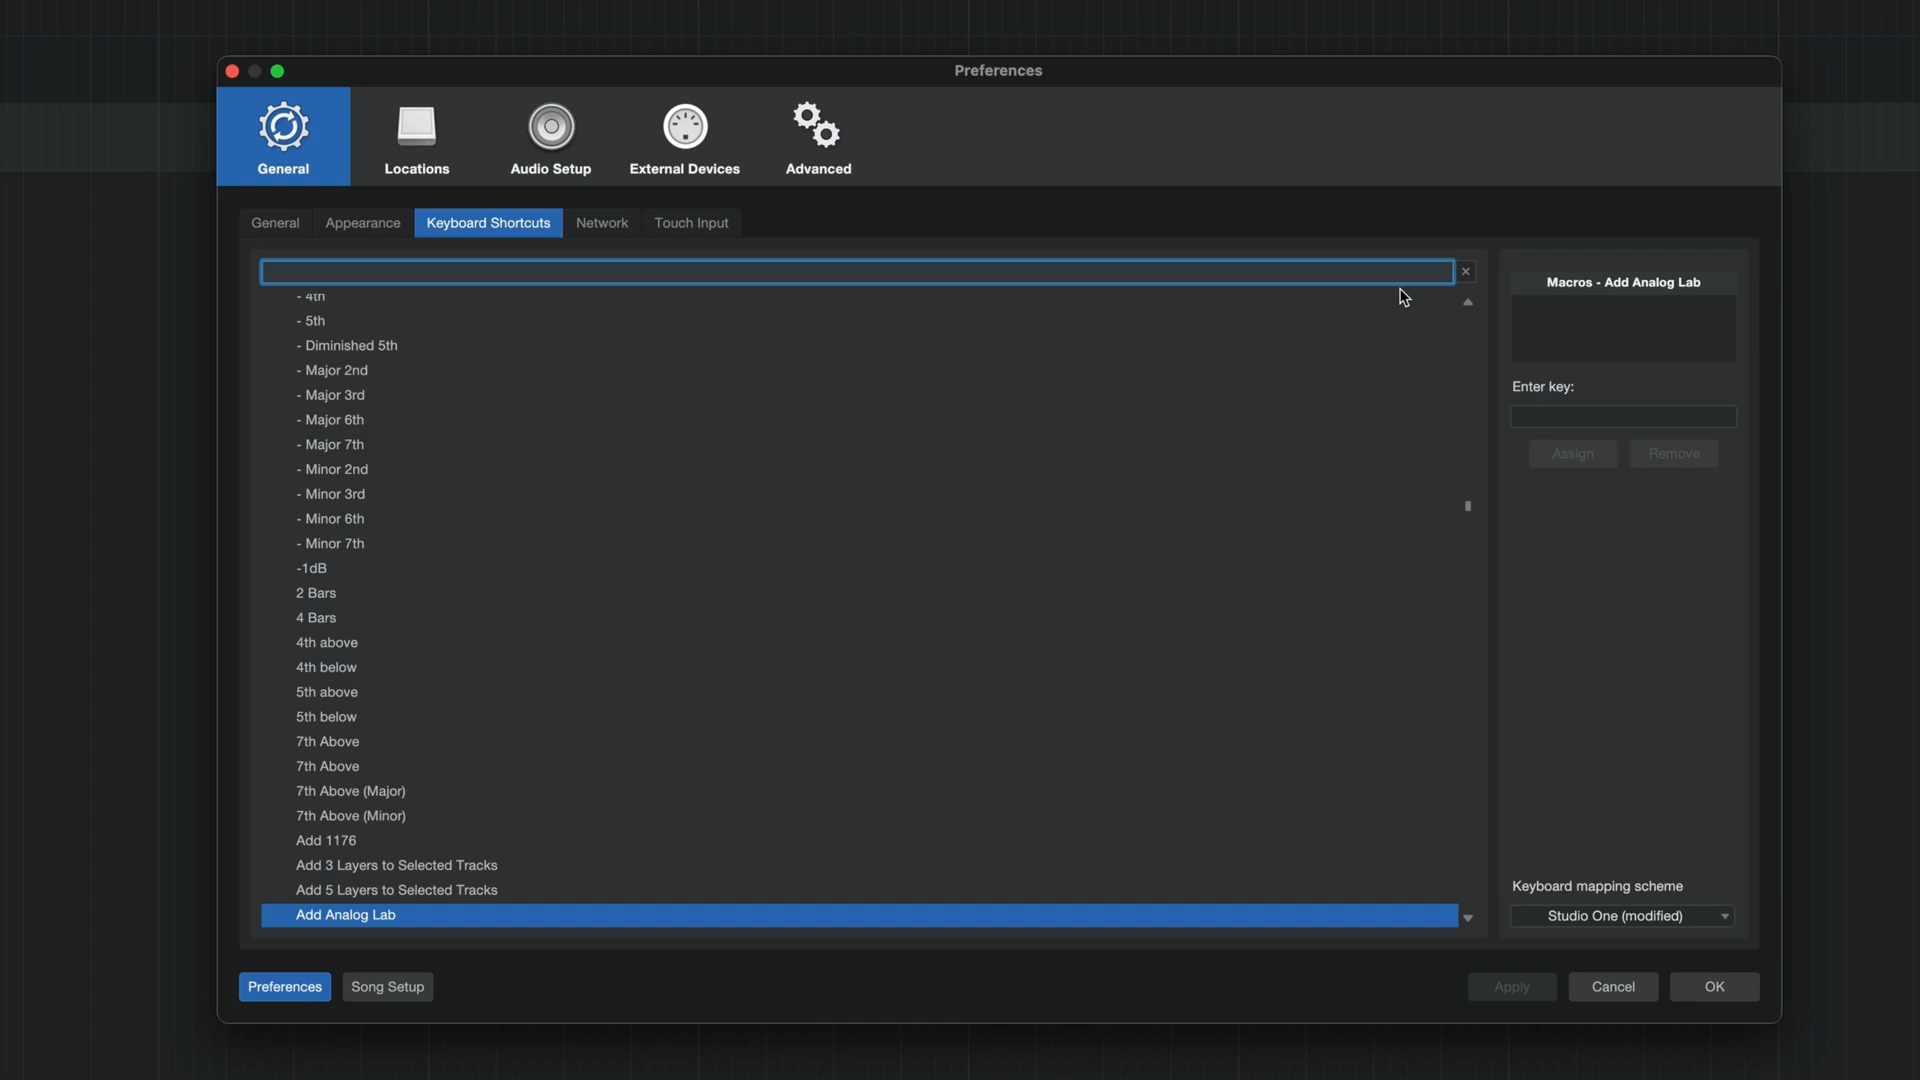 Preferences
General
Locations
Audio Setup
External Devices
Advanced
General
Appearance
Keyboard Shortcuts
Network
Touch Input
- 4th
- 5th
- Diminished 5th
- Major 2nd
- Major 3rd
- Major 6th
- Major 7th
- Minor 2nd
- Minor 3rd
- Minor 6th
- Minor 7th
-1dB
2 Bars
4 Bars
4th above
4th below
5th above
5th below
7th Above
7th Above
7th Above (Major)
7th Above (Minor)
Add 1176
Add 3 Layers to Selected Tracks
Add 5 Layers to Selected Tracks
Add Analog Lab
Macros - Add Analog Lab
Enter key:
Assign
Remove
Keyboard mapping scheme
Studio One (modified)
Preferences
Song Setup
Apply
Cancel
OK